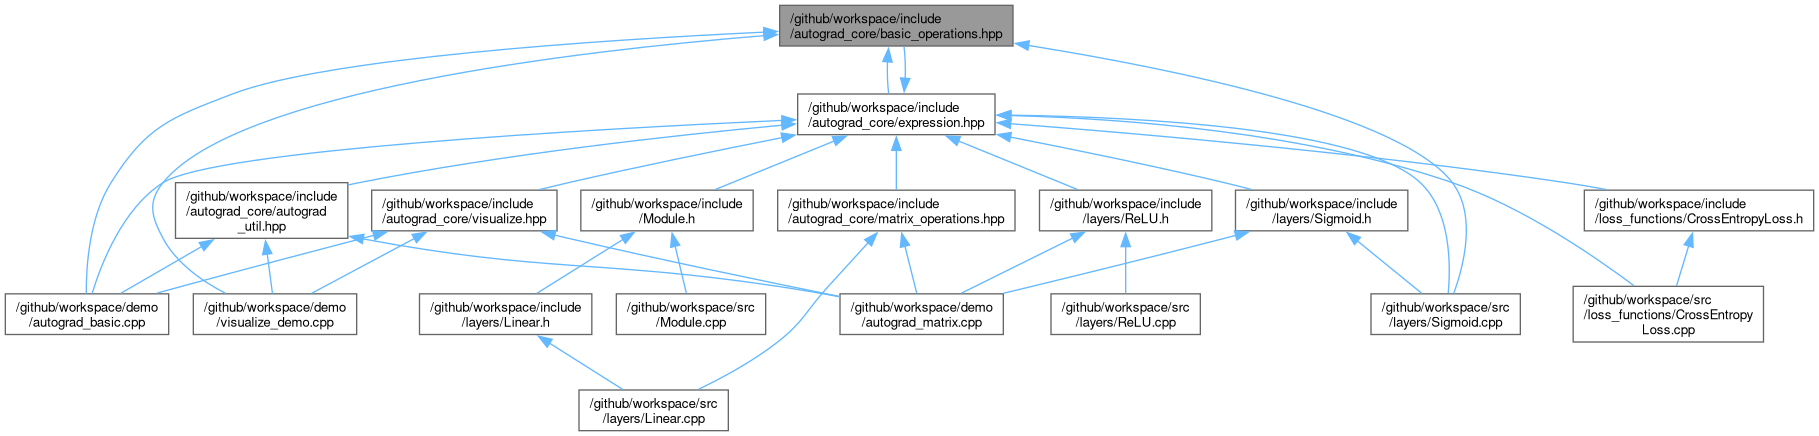 /github/workspace/include
/autograd_core/basic_operations.hpp
/github/workspace/include
/autograd_core/expression.hpp
/github/workspace/include
/autograd_core/autograd
_util.hpp
/github/workspace/include
/autograd_core/visualize.hpp
/github/workspace/include
/Module.h
/github/workspace/include
/autograd_core/matrix_operations.hpp
/github/workspace/include
/layers/ReLU.h
/github/workspace/include
/layers/Sigmoid.h
/github/workspace/include
/loss_functions/CrossEntropyLoss.h
/github/workspace/demo
/autograd_basic.cpp
/github/workspace/demo
/visualize_demo.cpp
/github/workspace/include
/layers/Linear.h
/github/workspace/src
/Module.cpp
/github/workspace/demo
/autograd_matrix.cpp
/github/workspace/src
/layers/ReLU.cpp
/github/workspace/src
/layers/Sigmoid.cpp
/github/workspace/src
/loss_functions/CrossEntropy
Loss.cpp
/github/workspace/src
/layers/Linear.cpp